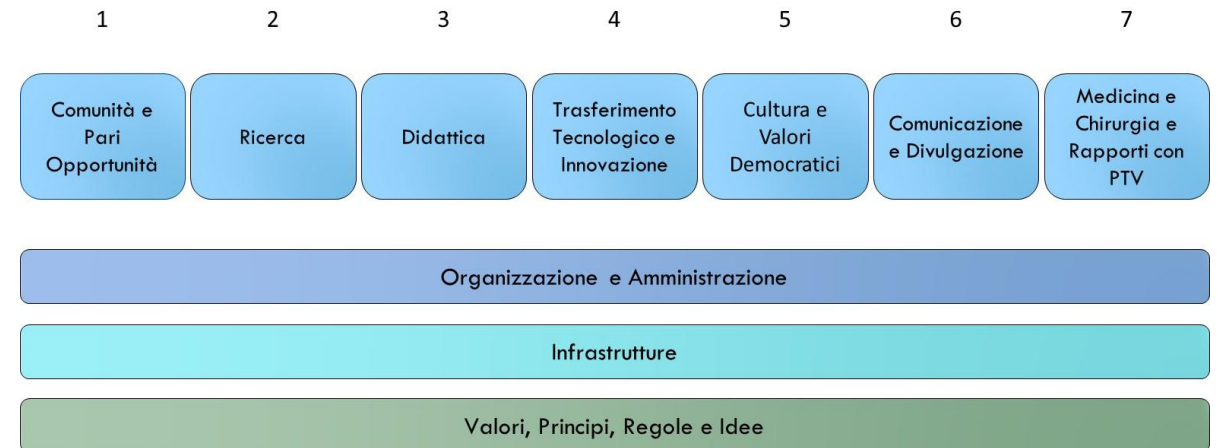 1 2 3 4 5 6 7
Comunità e
Pari
Opportunità
Ricerca
Didattica
Trasferimento
Tecnologico e
Innovazione
Cultura e
Valori
Democratici
Comunicazione
e Divulgazione
Medicina e
Chirurgia e
Rapporti con
PTV
Organizzazione e Amministrazione
Infrastrutture
Valori, Principi, Regole e Idee